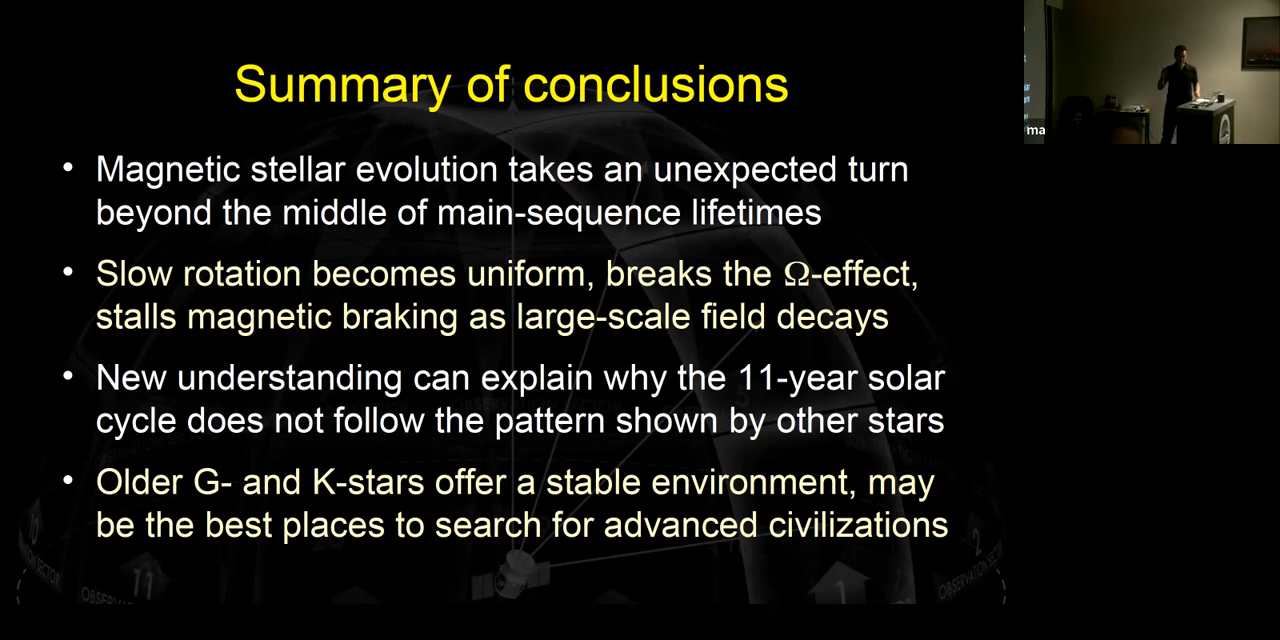 Summary of conclusions
• Magnetic stellar evolution takes an unexpected turn
beyond the middle of main-sequence lifetimes
• Slow rotation becomes uniform, breaks the Ω-effect,
stalls magnetic braking as large-scale field decays
• New understanding can explain why the 11-year solar
cycle does not follow the pattern shown by other stars
• Older G- and K-stars offer a stable environment, may
be the best places to search for advanced civilizations
ma
11
2